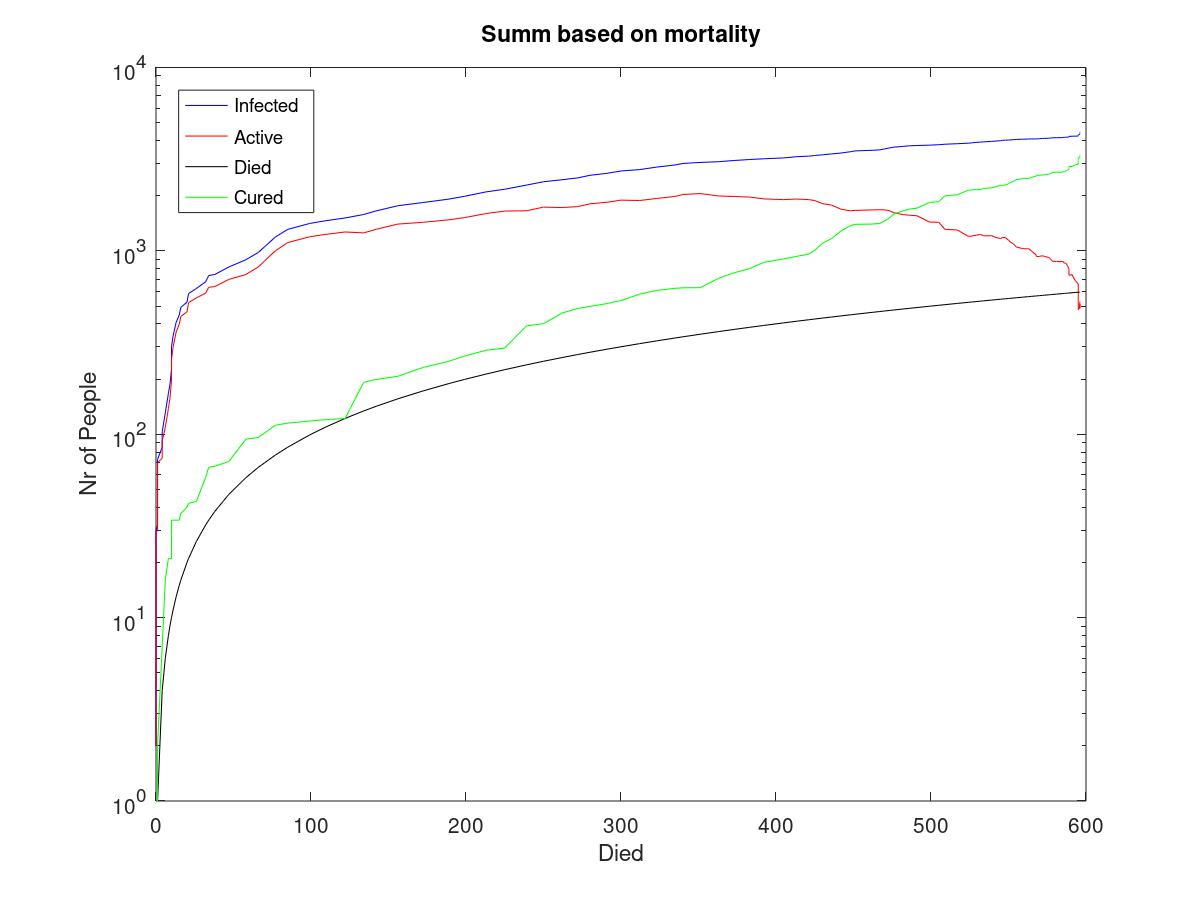 Summ based on mortality
10^4
Infected
Active
Died
Cured
10^3
Nr of People
10^2
10^1
10^0
0 100 200 300 400 500 600
Died